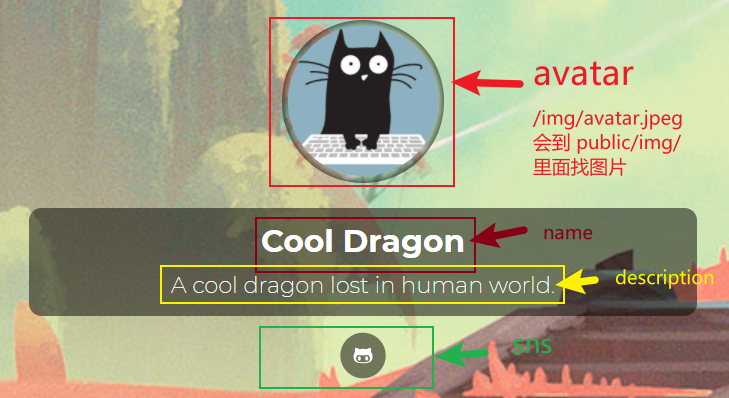 avatar
/img/avatar.jpeg
会到 public/img/
里面找图片
Cool Dragon
name
A cool dragon lost in human world.
description
sns